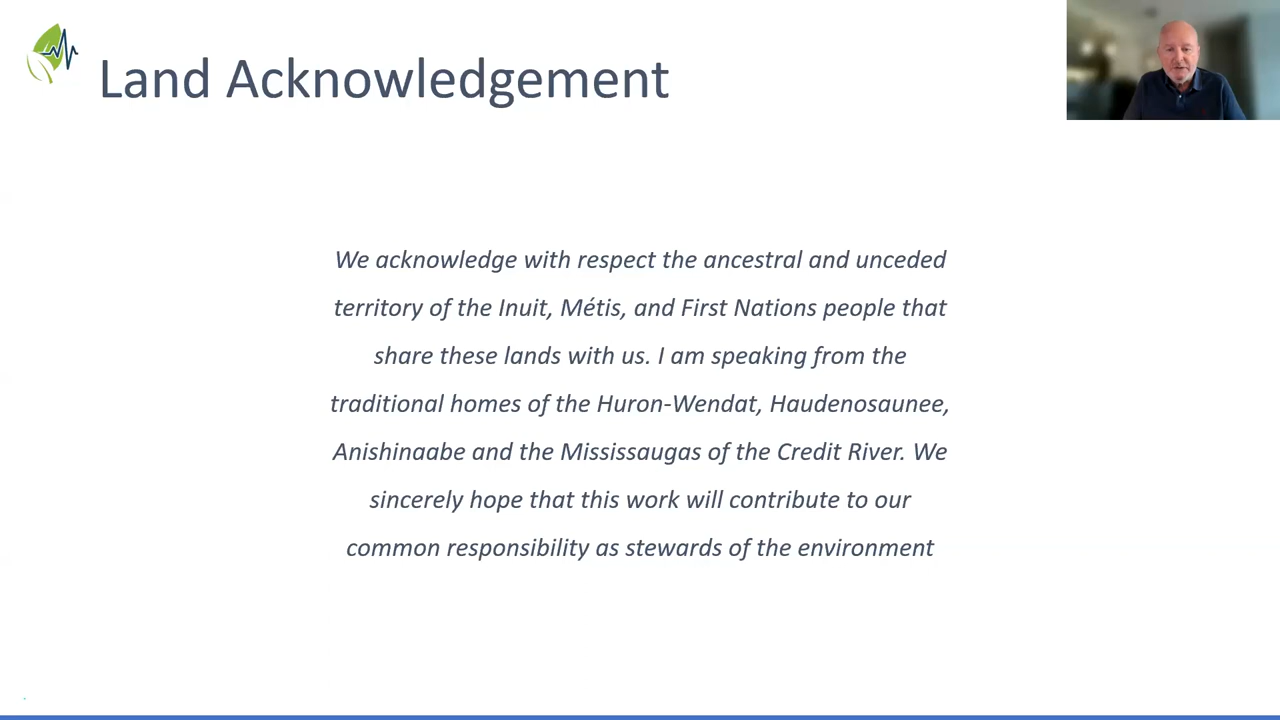 Land Acknowledgement
We acknowledge with respect the ancestral and unceded
territory of the Inuit, Métis, and First Nations people that
share these lands with us. I am speaking from the
traditional homes of the Huron-Wendat, Haudenosaunee,
Anishinaabe and the Mississaugas of the Credit River. We
sincerely hope that this work will contribute to our
common responsibility as stewards of the environment